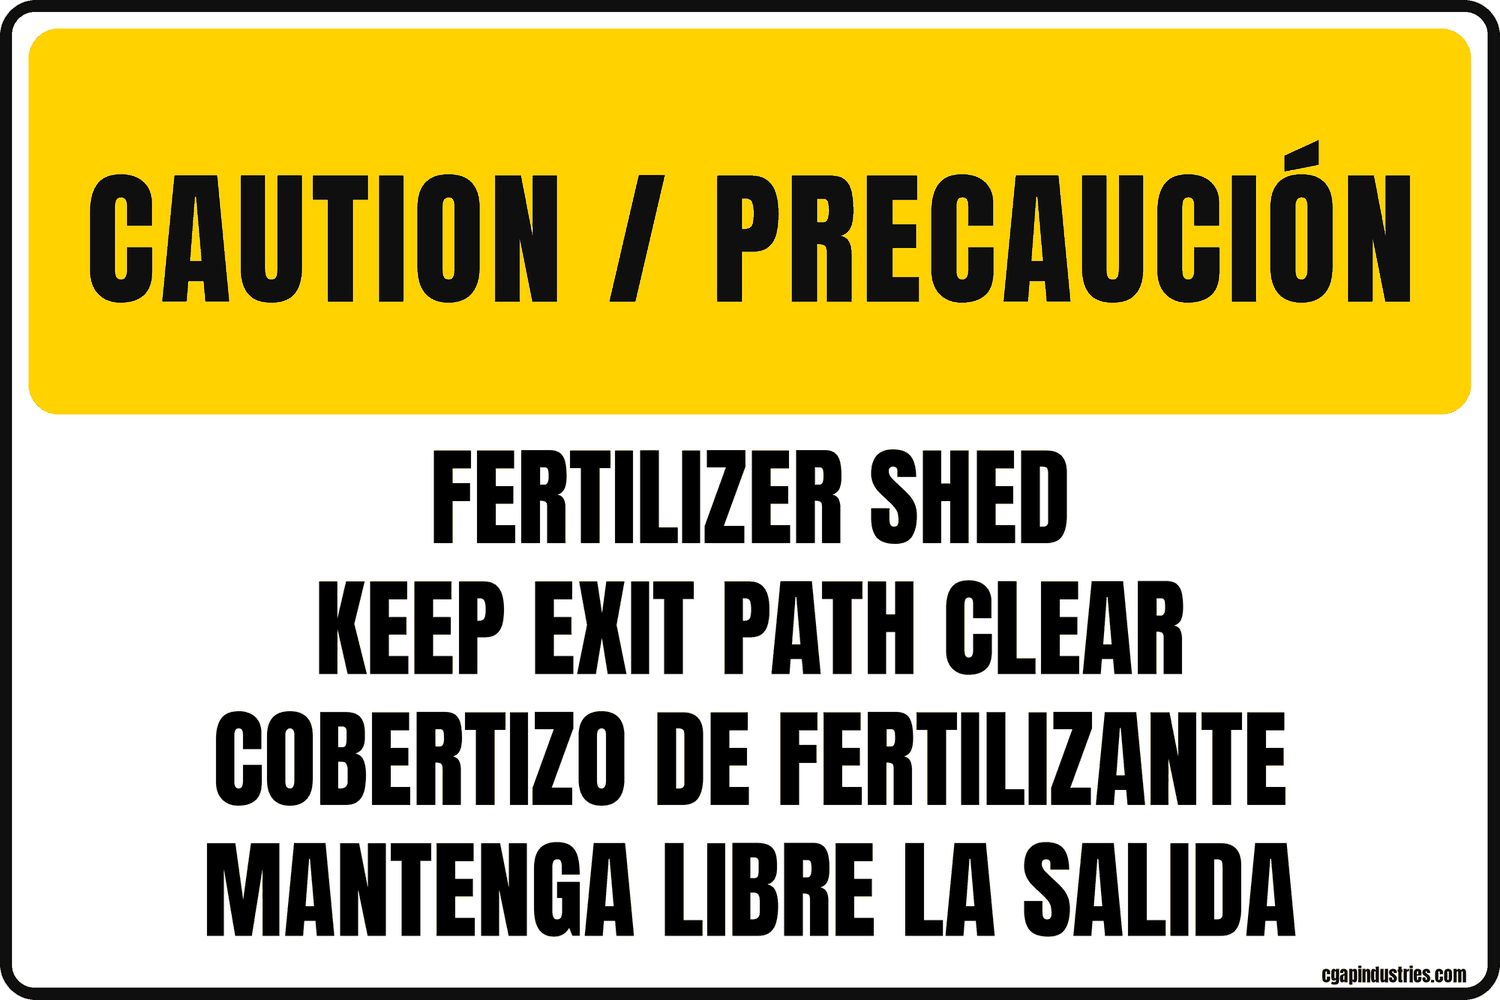 CAUTION / PRECAUCIÓN
FERTILIZER SHED
KEEP EXIT PATH CLEAR
COBERTIZO DE FERTILIZANTE
MANTENGA LIBRE LA SALIDA
cgapindustries.com